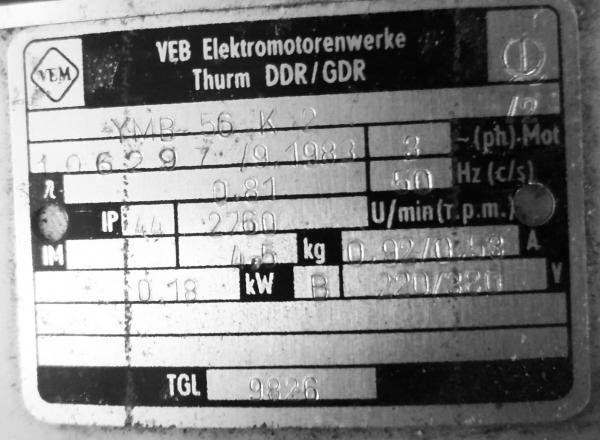 VEM
VEB Elektromotorenwerke
Thurm DDR/GDR
YMB 56 K 2 /2
106297 /9.1983 3 ~(ph)-Mot
0.81 50 Hz (c/s)
IP 44 2760 U/min(т.p.m.)
IM 4.5 kg 0.92/0.53 A
0.18 kW B 220/380 V
TGL 9826